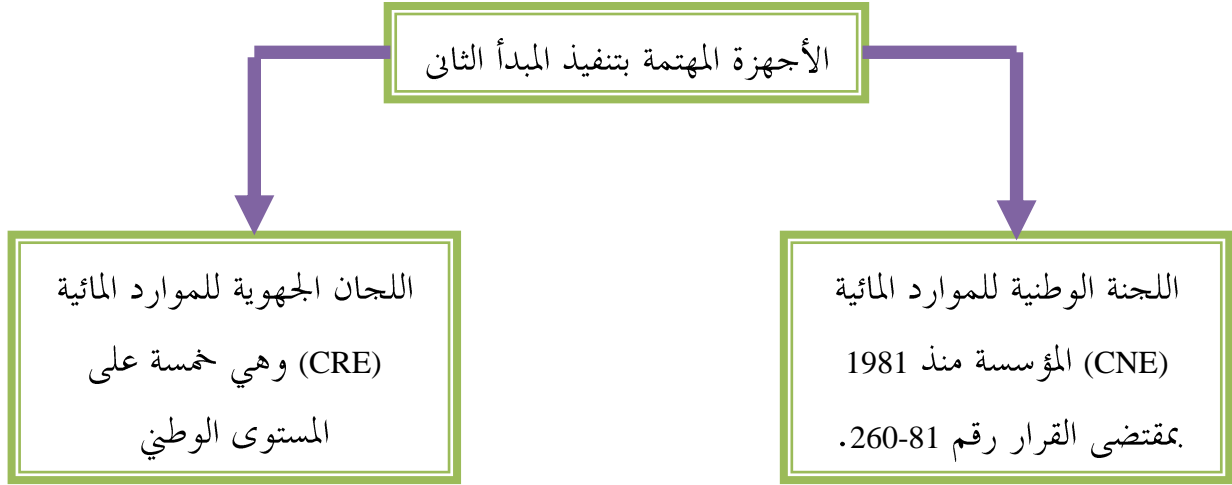 الأجهزة المهتمة بتنفيذ المبدأ الثانى
اللجنة الوطنية للموارد المائية
(CNE) المؤسسة منذ 1981
بمقتضى القرار رقم 81-260.
اللجان الجهوية للموارد المائية
(CRE) وهي خمسة على
المستوى الوطني